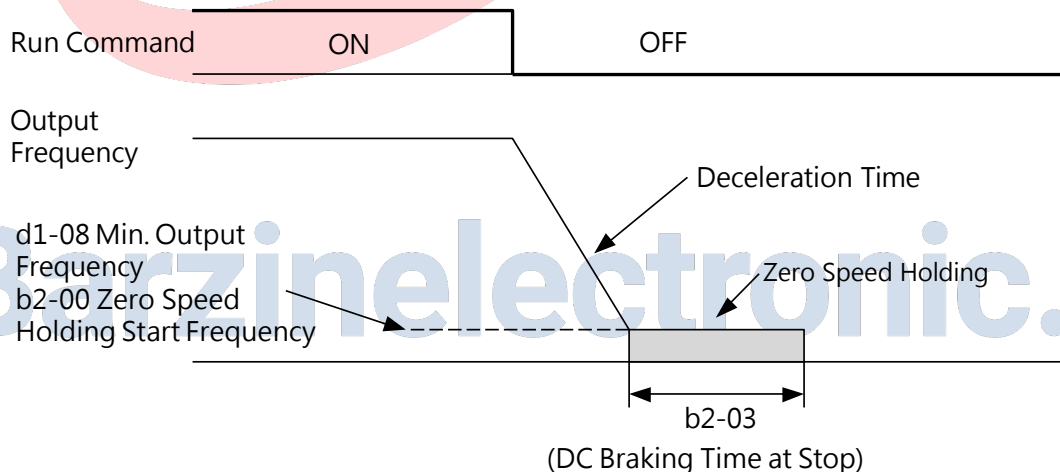 Run Command
ON
OFF
Output
Frequency
Deceleration Time
d1-08 Min. Output
Frequency
b2-00 Zero Speed
Holding Start Frequency
Zero Speed Holding
b2-03
(DC Braking Time at Stop)
Barzinelectronic.